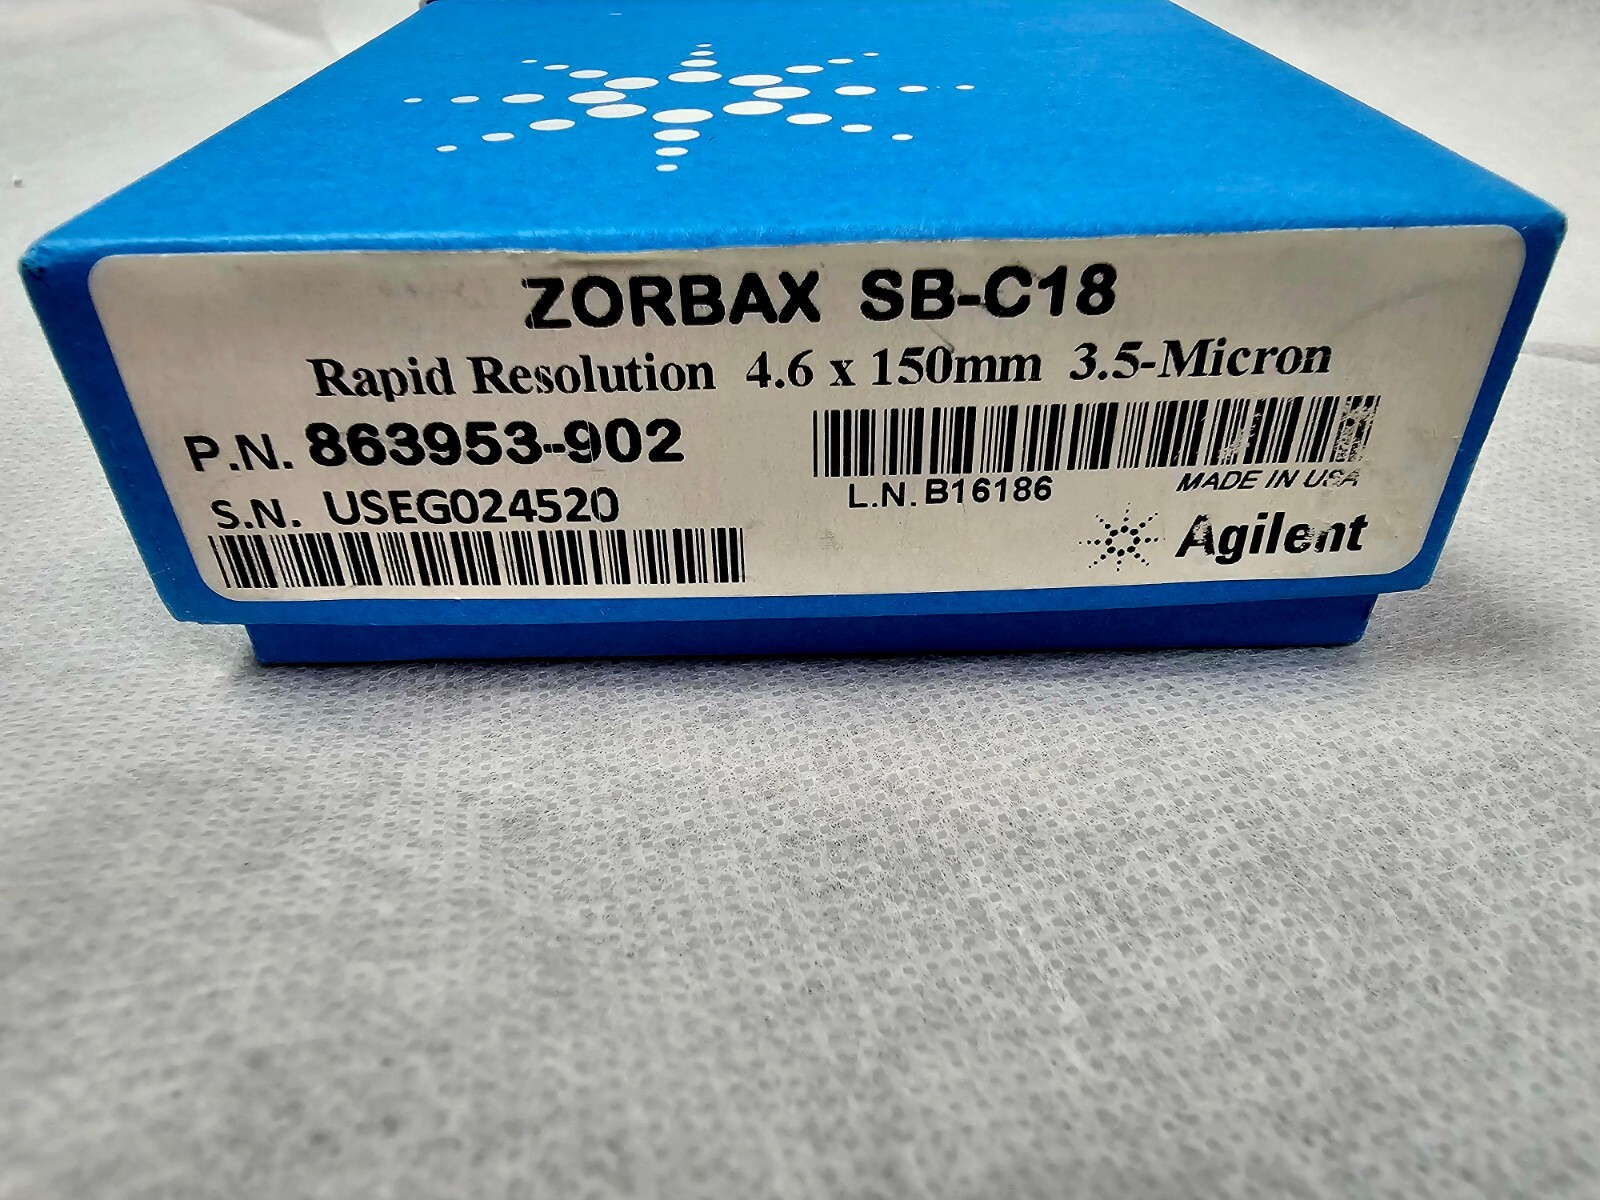 ZORBAX SB-C18
Rapid Resolution 4.6 x 150mm 3.5-Micron
P.N. 863953-902
S.N. USEG024520
L.N. B16186
MADE IN USA
Agilent